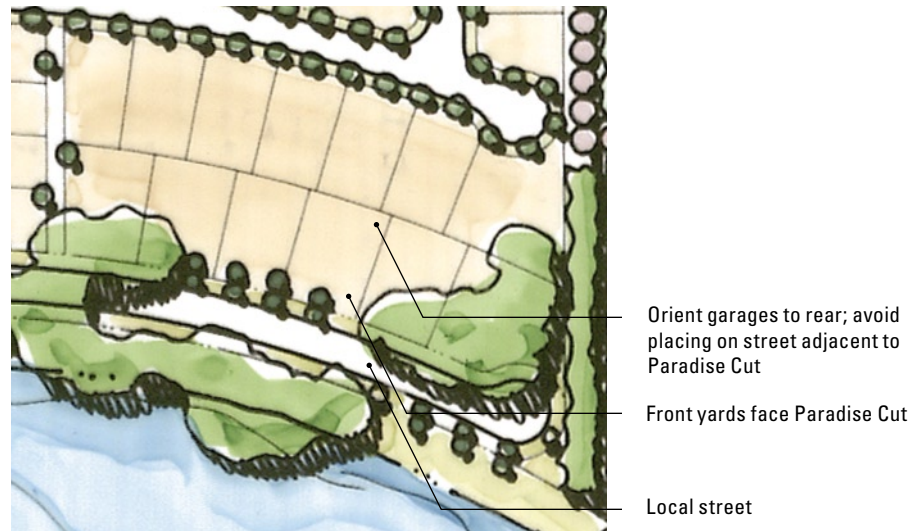 Orient garages to rear; avoid
placing on street adjacent to
Paradise Cut
Front yards face Paradise Cut
Local street